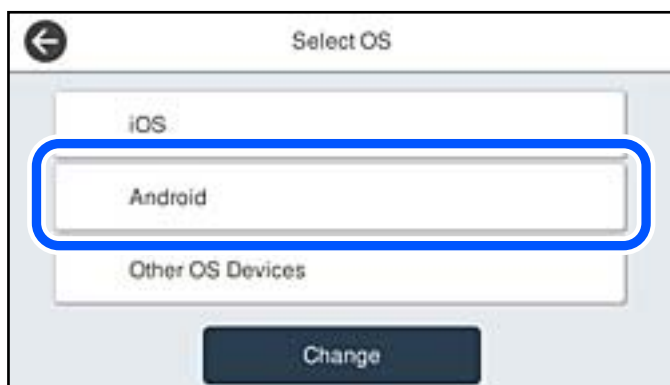 Select OS
iOS
Android
Other OS Devices
Change